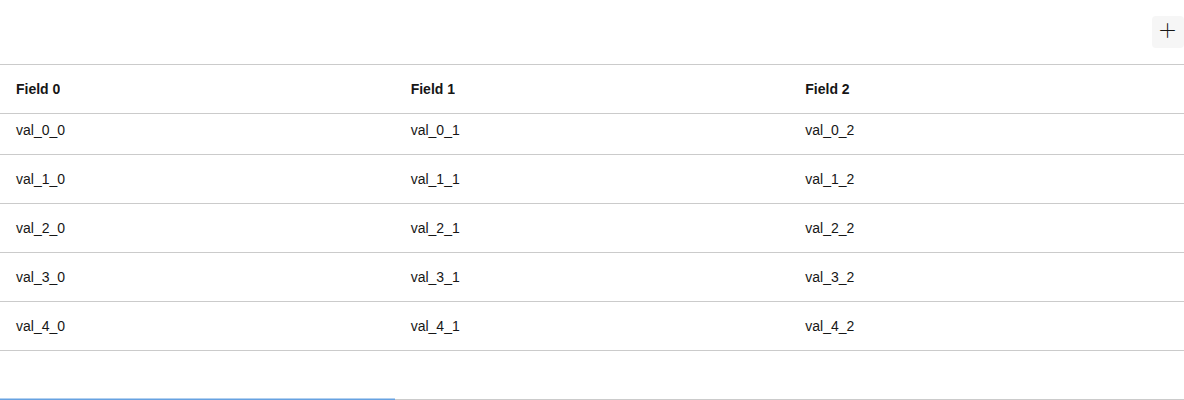 Field 0 Field 1 Field 2
val_0_0 val_0_1 val_0_2
val_1_0 val_1_1 val_1_2
val_2_0 val_2_1 val_2_2
val_3_0 val_3_1 val_3_2
val_4_0 val_4_1 val_4_2